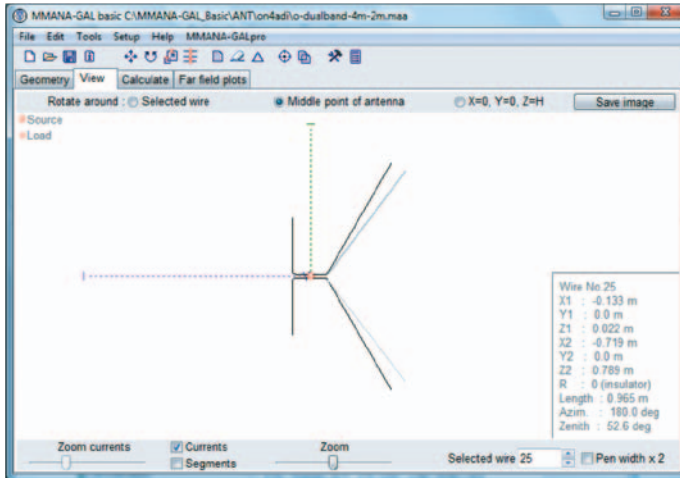 MMANA-GAL basic C:\MMANA-GAL_Basic\ANT\on4adi\o-dualband-4m-2m.maa
File Edit Tools Setup Help MMANA-GALpro
Geometry View Calculate Far field plots
Rotate around : Selected wire Middle point of antenna X=0, Y=0, Z=H Save image
Source
Load
Wire No.25
X1 : -0.133 m
Y1 : 0.0 m
Z1 : 0.022 m
X2 : -0.719 m
Y2 : 0.0 m
Z2 : 0.789 m
R : 0 (insulator)
Length : 0.965 m
Azim. : 180.0 deg
Zenith : 52.6 deg
Zoom currents Currents Zoom
Segments Selected wire 25 Pen width x 2